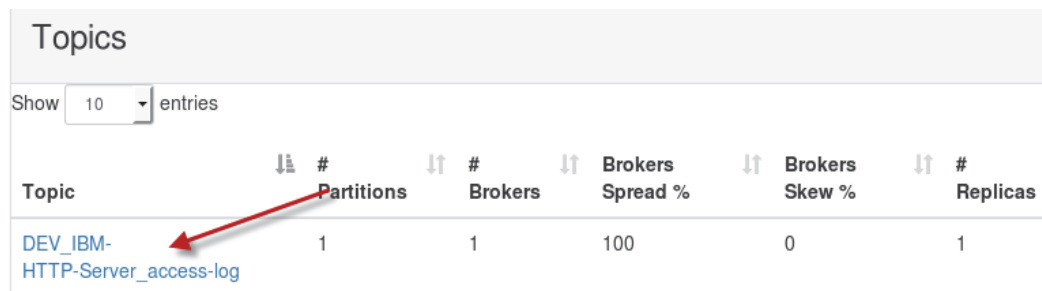 Topics
Show 10 entries
# # Brokers Brokers #
Topic Partitions Brokers Spread % Skew % Replicas
DEV_IBM- 1 1 100 0 1
HTTP-Server_access-log